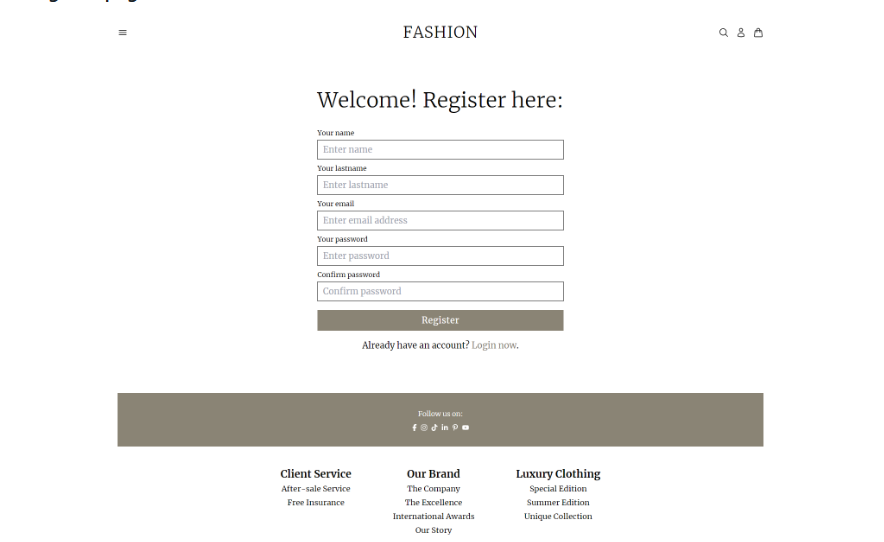 FASHION
Welcome! Register here:
Your name
Enter name
Your lastname
Enter lastname
Your email
Enter email address
Your password
Enter password
Confirm password
Confirm password
Register
Already have an account? Login now.
Follow us on:
Client Service
After-sale Service
Free Insurance
Our Brand
The Company
The Excellence
International Awards
Our Story
Luxury Clothing
Special Edition
Summer Edition
Unique Collection